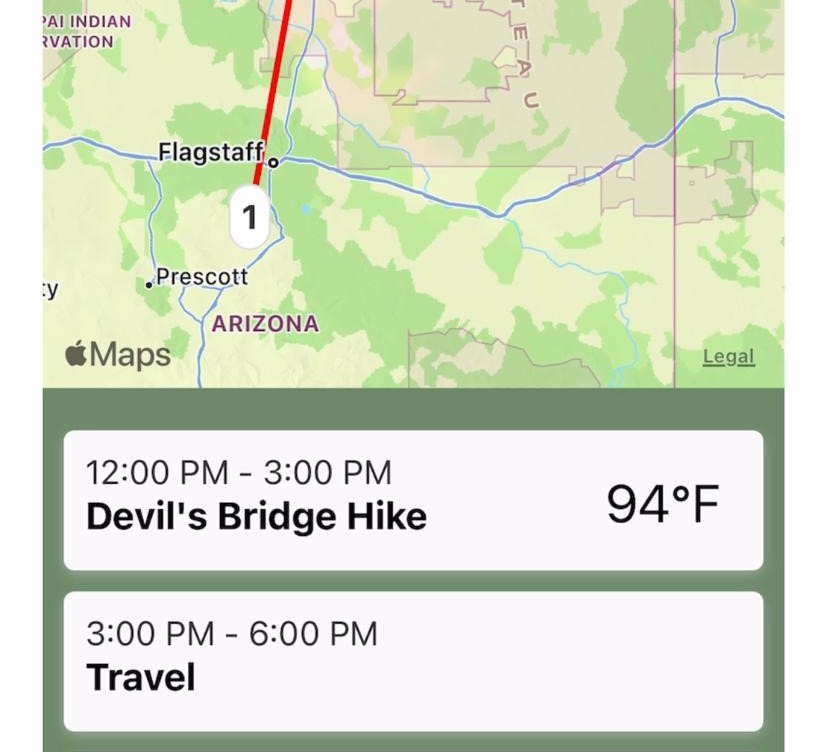 PAI INDIAN
RVATION
TEAU
Flagstaff
1
Prescott
ty
ARIZONA
Maps
Legal
12:00 PM - 3:00 PM
Devil's Bridge Hike
94°F
3:00 PM - 6:00 PM
Travel